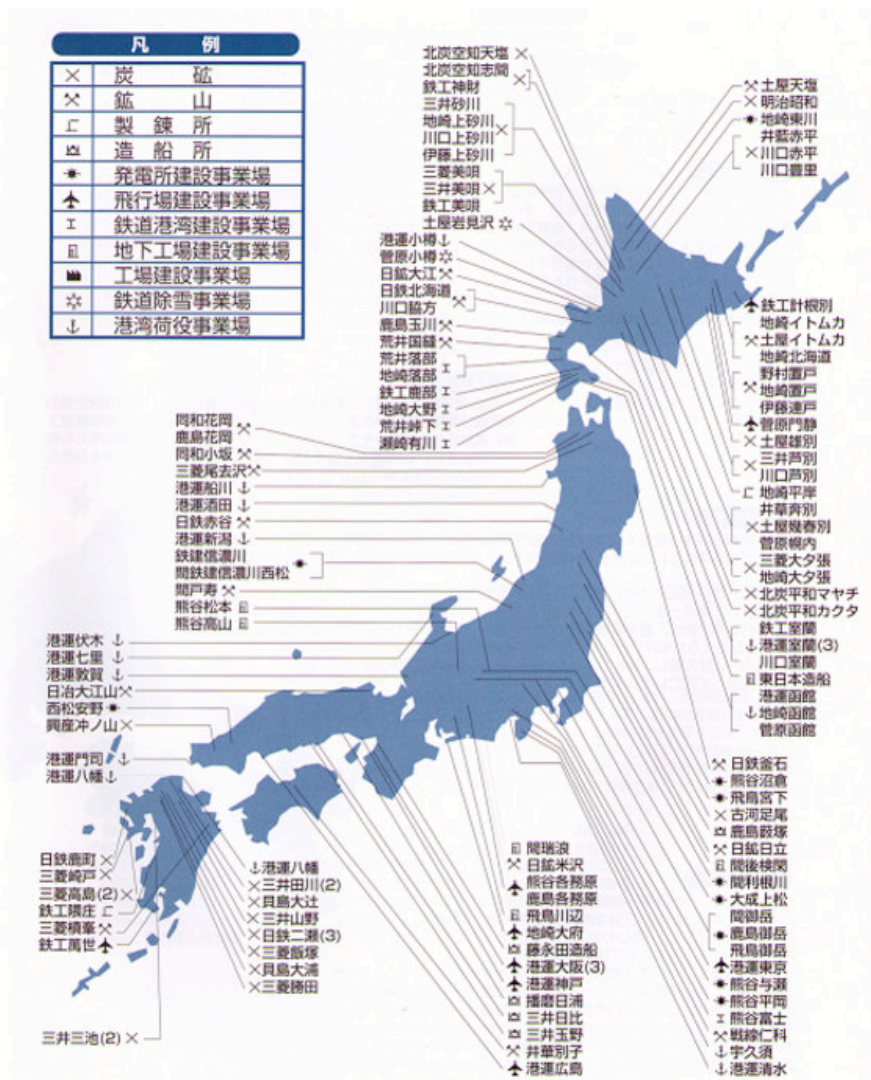 凡 例
炭 礦
鉱 山
製 錬 所
造 船 所
発電所建設事業場
飛行場建設事業場
鉄道港湾建設事業場
地下工場建設事業場
工場建設事業場
鉄道除雪事業場
港湾荷役事業場
北炭空知天塩
北炭空知志間
鉄工神財
三井砂川
地崎上砂川
川口上砂川
伊藤上砂川
三菱美唄
三井美唄
鉄工美唄
土屋岩見沢
港運小樽
菅原小樽
日鉱大江
日鉄北海道
川口脇方
鹿島玉川
荒井国縫
荒井落部
地崎落部
鉄工鹿部
地崎大野
荒井峠下
瀬崎有川
土屋天塩
明治昭和
地崎東川
井藍赤平
川口赤平
川口豊里
鉄工計根別
地崎イトムカ
土屋イトムカ
地崎北海道
野村置戸
地崎置戸
伊藤連戸
菅原門静
土屋雄別
三井芦別
川口芦別
地崎平岸
井草奔別
土屋幾春別
菅原幌内
三菱大夕張
地崎大夕張
北炭平和マヤチ
北炭平和カクタ
鉄工室蘭
港運室蘭(3)
川口室蘭
東日本造船
港運函館
地崎函館
菅原函館
同和花岡
鹿島花岡
同和小坂
三菱尾去沢
港運船川
港運酒田
日鉄赤谷
港運新潟
鉄建信濃川
間鉄建信濃川西松
間戸寿
熊谷松本
熊谷高山
港運伏木
港運七里
港運敦賀
日冶大江山
西松安野
興産沖ノ山
港運門司
港運八幡
日鉄鹿町
三菱崎戸
三菱高島(2)
鉄工隈庄
三菱槙峯
鉄工萬世
三井三池(2)
港運八幡
三井田川(2)
貝島大辻
三井山野
日鉄二瀬(3)
三菱飯塚
貝島大浦
三菱勝田
間瑞浪
日鉱米沢
熊谷各務原
鹿島各務原
飛鳥川辺
地崎大府
藤永田造船
港運大阪(3)
港運神戸
播磨日浦
三井日比
三井玉野
井華別子
港運広島
日鉄釜石
熊谷沼倉
飛鳥宮下
古河足尾
鹿島薮塚
日鉱日立
間後検閲
間利根川
大成上松
間御岳
鹿島御岳
飛鳥御岳
港運東京
熊谷与瀬
熊谷平岡
熊谷富士
戦線仁科
宇久須
港運清水